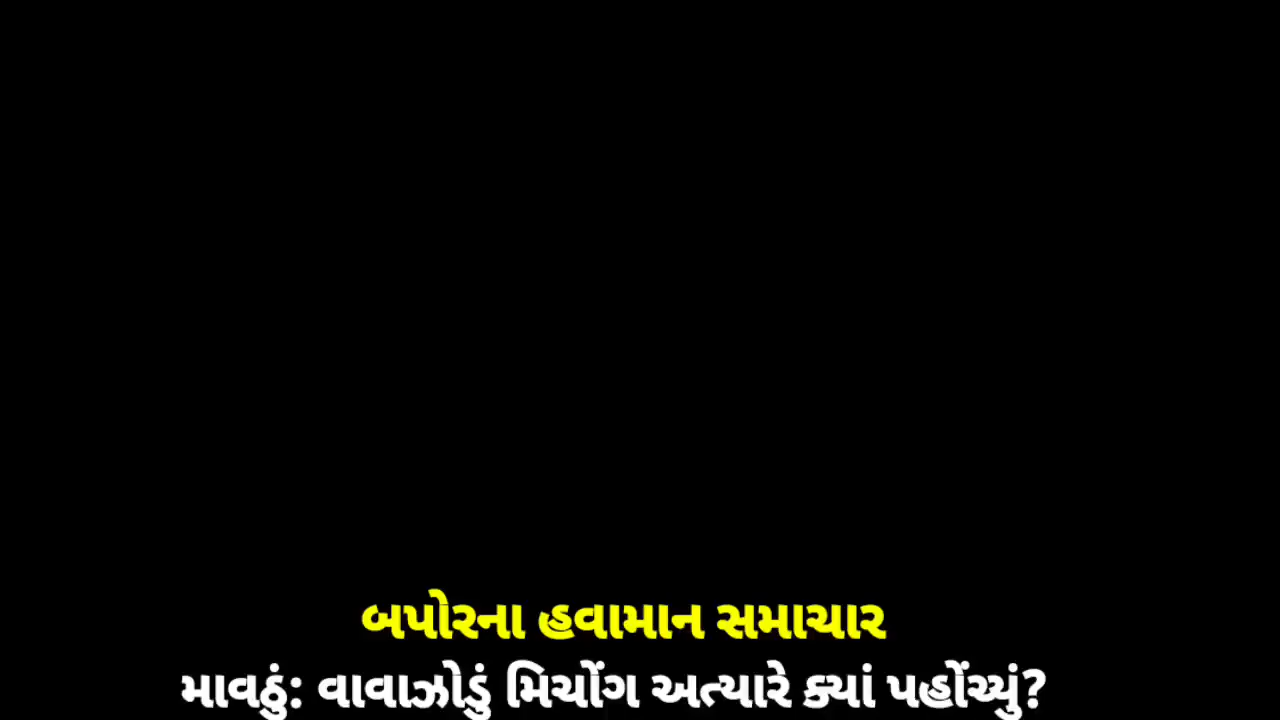 બપોરના હવામાન સમાચાર
માવઠું: વાવાઝોડું મિચોંગ અત્યારે ક્યાં પહોંચ્યું?